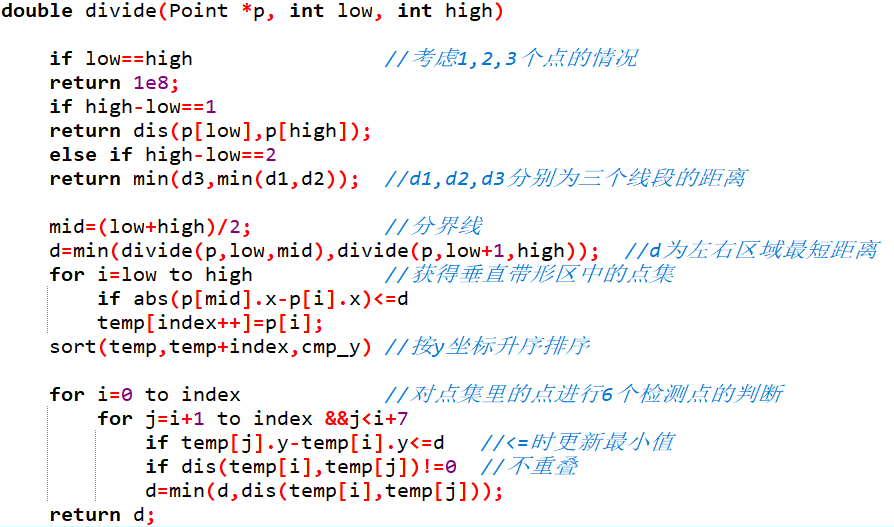 double divide(Point *p, int low, int high)
if low==high //考虑1,2,3个点的情况
return 1e8;
if high-low==1
return dis(p[low],p[high]);
else if high-low==2
return min(d3,min(d1,d2)); //d1,d2,d3分别为三个线段的距离
mid=(low+high)/2; //分界线
d=min(divide(p,low,mid),divide(p,low+1,high)); //d为左右区域最短距离
for i=low to high //获得垂直带形区中的点集
if abs(p[mid].x-p[i].x)<=d
temp[index++]=p[i];
sort(temp,temp+index,cmp_y) //按y坐标升序排序
for i=0 to index //对点集里的点进行6个检测点的判断
for j=i+1 to index &&j<i+7
if temp[j].y-temp[i].y<=d //<=时更新最小值
if dis(temp[i],temp[j])!=0 //不重叠
d=min(d,dis(temp[i],temp[j]));
return d;